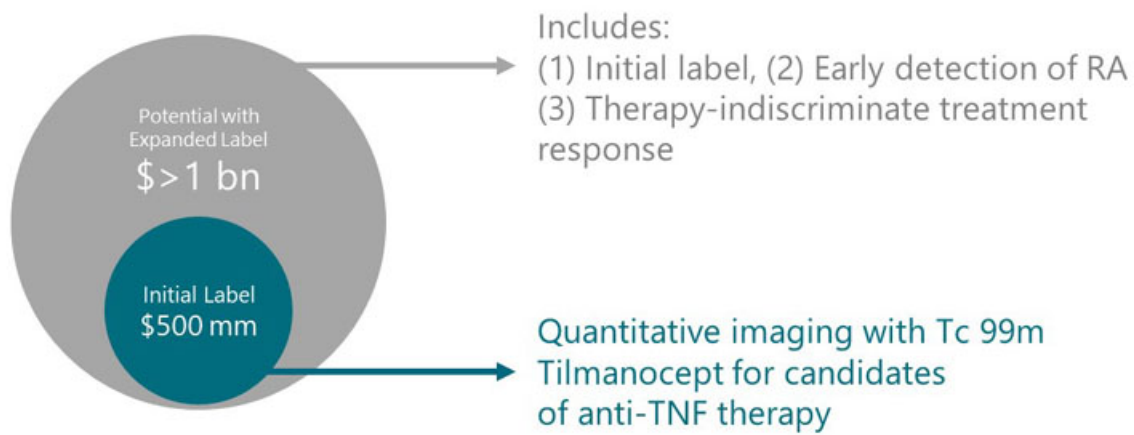 Includes:
(1) Initial label, (2) Early detection of RA
(3) Therapy-indiscriminate treatment
response
Potential with
Expanded Label
$>1 bn
Initial Label
$500 mm
Quantitative imaging with Tc 99m
Tilmanocept for candidates
of anti-TNF therapy